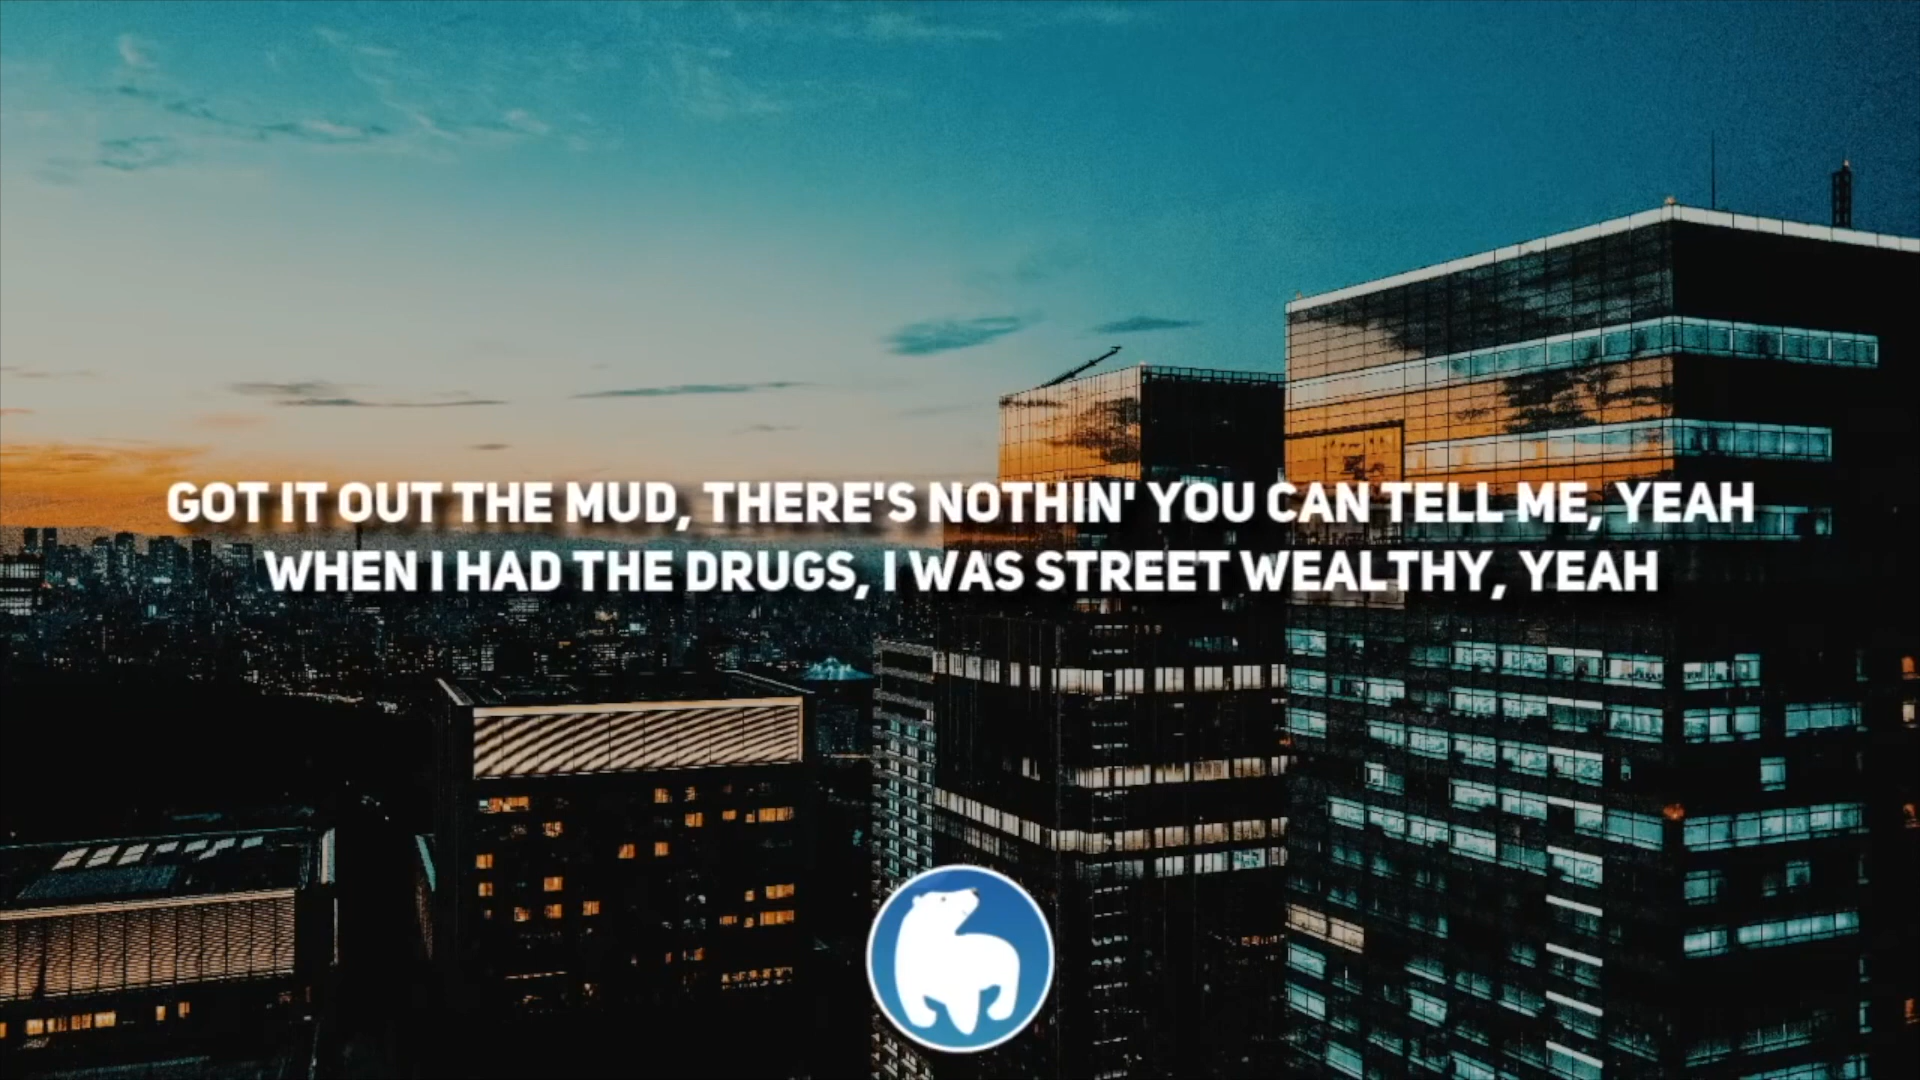 GOT IT OUT THE MUD, THERE'S NOTHIN' YOU CAN TELL ME, YEAH
WHEN I HAD THE DRUGS, I WAS STREET WEALTHY, YEAH